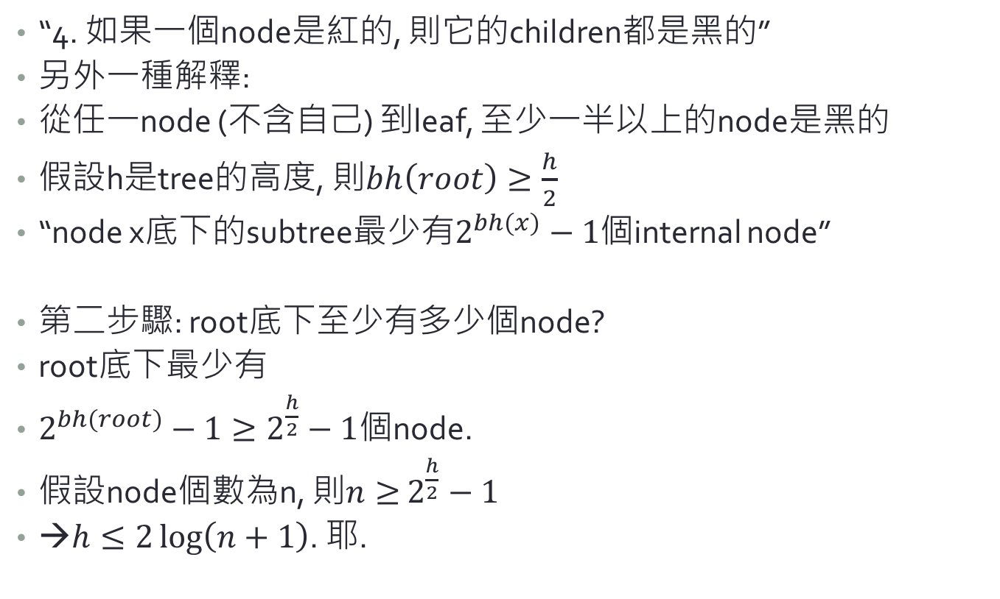 • “4. 如果一個node是紅的, 則它的children都是黑的”
• 另外一種解釋:
• 從任一node (不含自己) 到leaf, 至少一半以上的node是黑的
• 假設h是tree的高度, 則bh(root) ≥ \frac{h}{2}
• “node x底下的subtree最少有2^{bh(x)} − 1個internal node”
• 第二步驟: root底下至少有多少個node?
• root底下最少有
• 2^{bh(root)} − 1 ≥ 2^{\frac{h}{2}} − 1個node.
• 假設node個數為n, 則n ≥ 2^{\frac{h}{2}} − 1
• →h ≤ 2 log(n + 1). 耶.